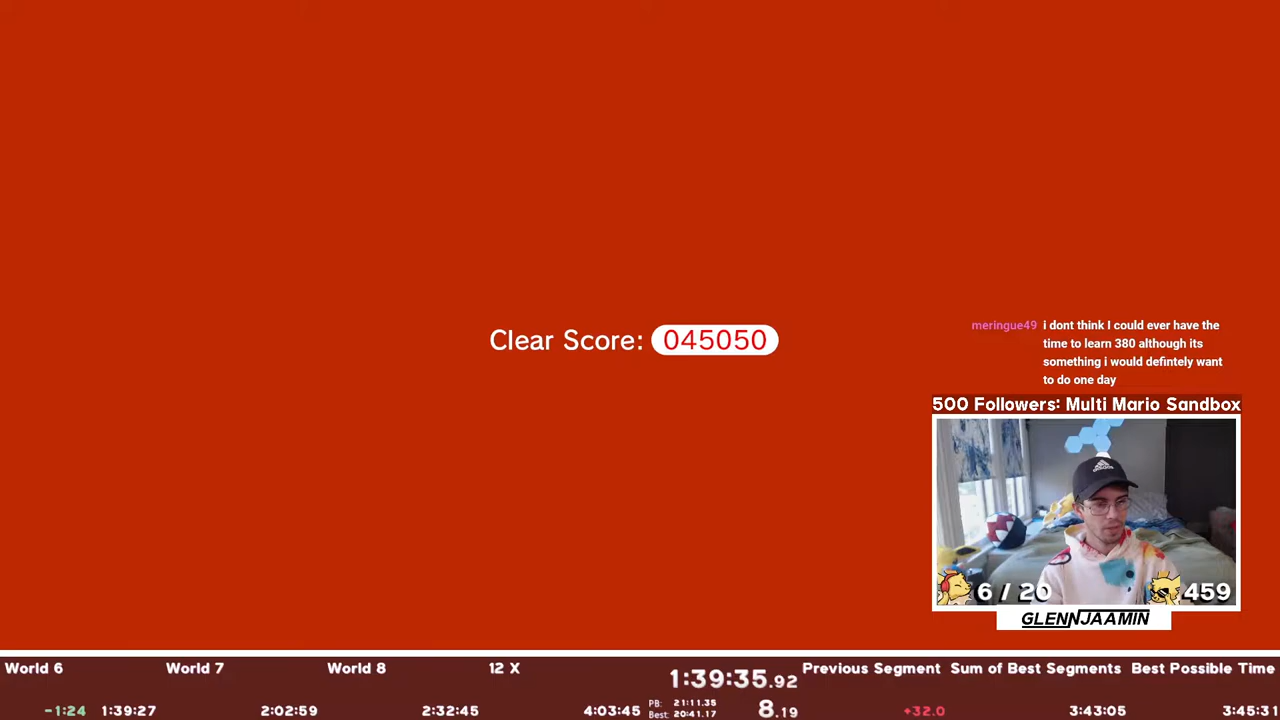 Clear Score: 045050
meringue49 i dont think I could ever have the
time to learn 380 although its
something i would defintely want
to do one day
500 Followers: Multi Mario Sandbox
6 / 20 459
GLENNJAAMIN
World 6 World 7 World 8 12 X 1:39:35.92 Previous Segment Sum of Best Segments Best Possible Time
-1:24 1:39:27 2:02:59 2:32:45 4:03:45 PB: 21:11.35 8.19 +32.0 3:43:05 3:45:31
Best: 20:41.17